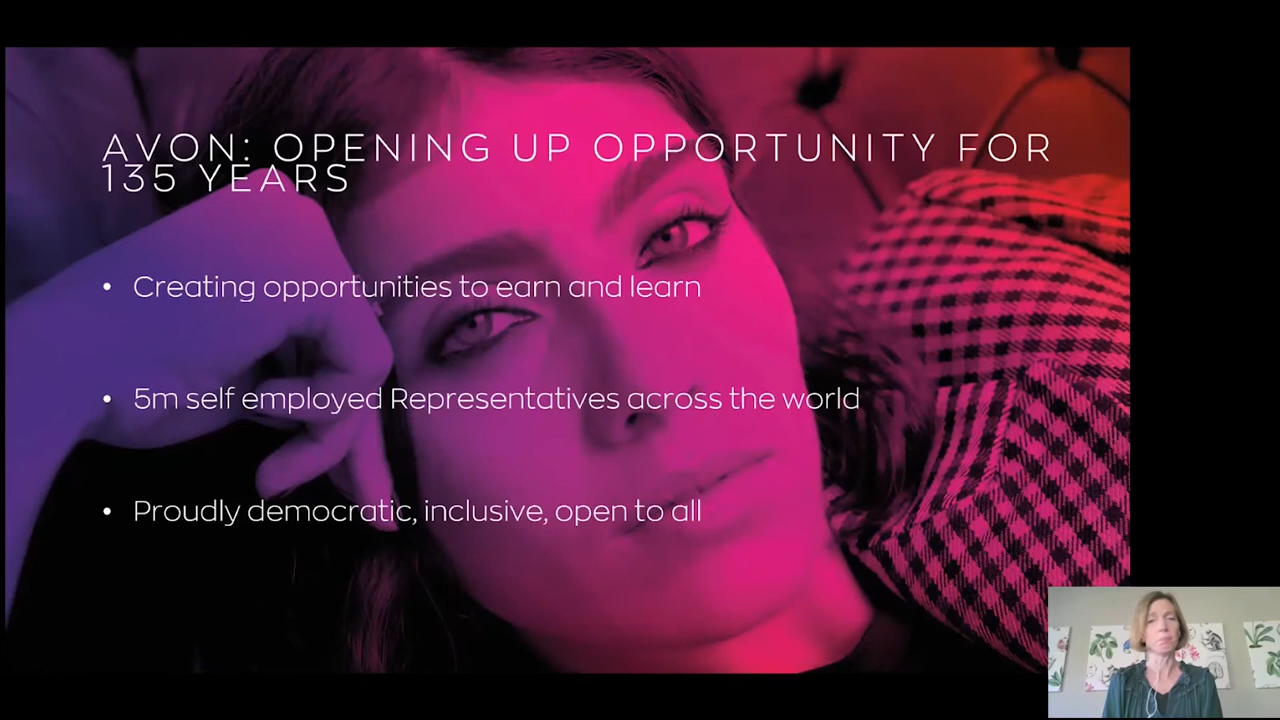 AVON: OPENING UP OPPORTUNITY FOR
135 YEARS
• Creating opportunities to earn and learn
• 5m self employed Representatives across the world
• Proudly democratic, inclusive, open to all